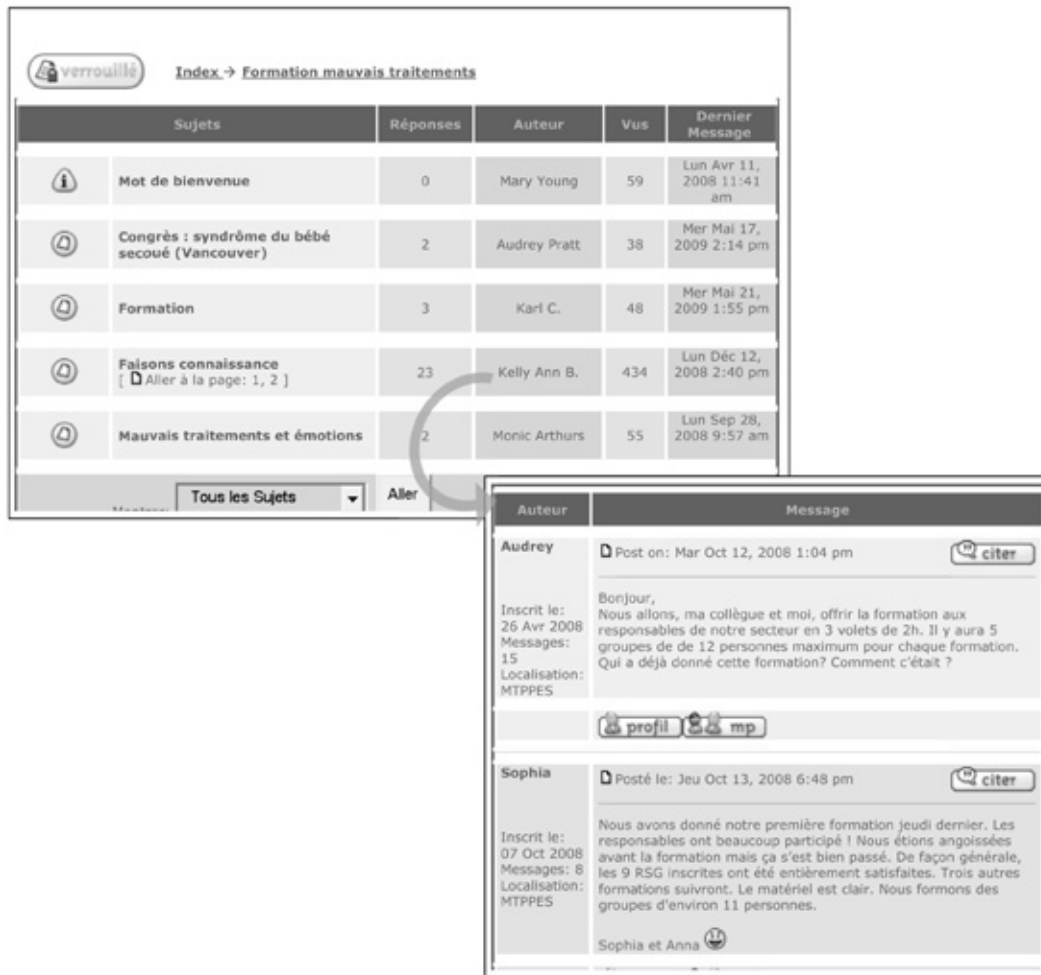 verrouillé Index → Formation mauvais traitements
Sujets Réponses Auteur Vus Dernier
Message
Mot de bienvenue 0 Mary Young 59 Lun Avr 11,
2008 11:41
am
Congrès : syndrôme du bébé
secoué (Vancouver) 2 Audrey Pratt 38 Mer Mai 17,
2009 2:14 pm
Formation 3 Karl C. 48 Mer Mai 21,
2009 1:55 pm
Faisons connaissance
[ Aller à la page: 1, 2 ] 23 Kelly Ann B. 434 Lun Déc 12,
2008 2:40 pm
Mauvais traitements et émotions 2 Monic Arthurs 55 Lun Sep 28,
2008 9:57 am
Tous les Sujets Aller
Auteur Message
Audrey
Post on: Mar Oct 12, 2008 1:04 pm citer
Inscrit le:
26 Avr 2008
Messages:
15
Localisation:
MTPPES
Bonjour,
Nous allons, ma collègue et moi, offrir la formation aux
responsables de notre secteur en 3 volets de 2h. Il y aura 5
groupes de de 12 personnes maximum pour chaque formation.
Qui a déjà donné cette formation? Comment c'était ?
profil mp
Sophia
Posté le: Jeu Oct 13, 2008 6:48 pm citer
Inscrit le:
07 Oct 2008
Messages: 8
Localisation:
MTPPES
Nous avons donné notre première formation jeudi dernier. Les
responsables ont beaucoup participé ! Nous étions angoissées
avant la formation mais ça s'est bien passé. De façon générale,
les 9 RSG inscrites ont été entièrement satisfaites. Trois autres
formations suivront. Le matériel est clair. Nous formons des
groupes d'environ 11 personnes.
Sophia et Anna